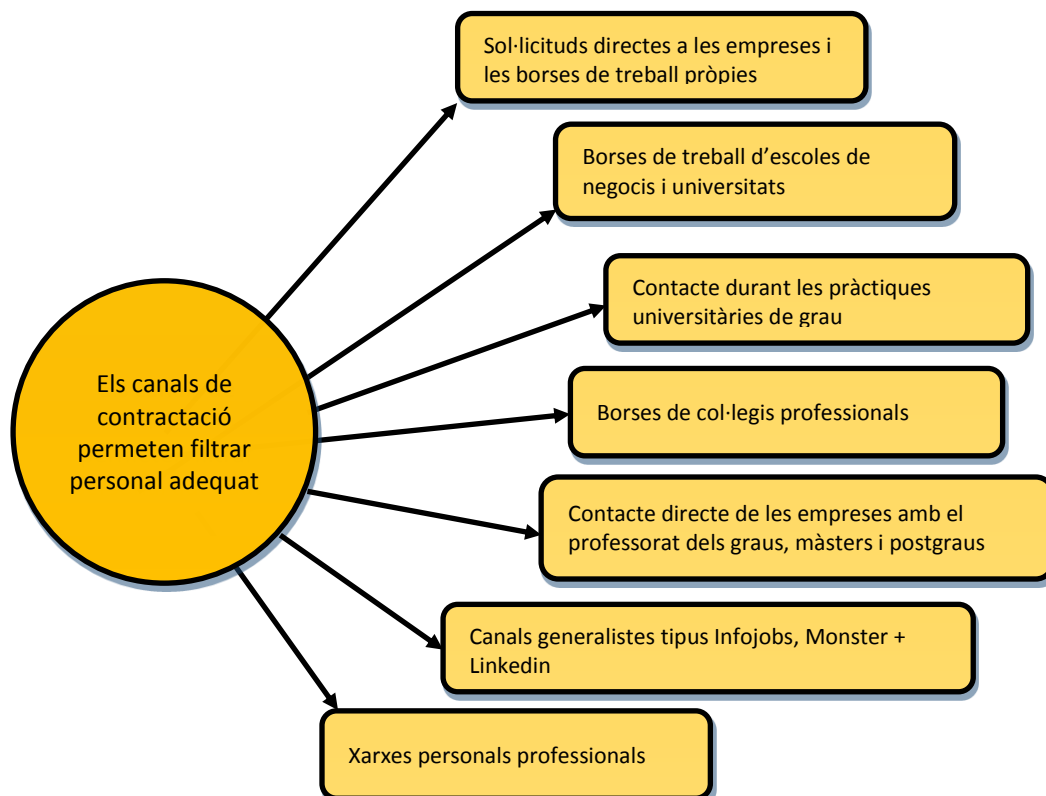 Sol·licituds directes a les empreses i
les borses de treball pròpies
Borses de treball d’escoles de
negocis i universitats
Contacte durant les pràctiques
universitàries de grau
Els canals de
contractació
permeten filtrar
personal adequat
Borses de col·legis professionals
Contacte directe de les empreses amb el
professorat dels graus, màsters i postgraus
Canals generalistes tipus Infojobs, Monster +
Linkedin
Xarxes personals professionals